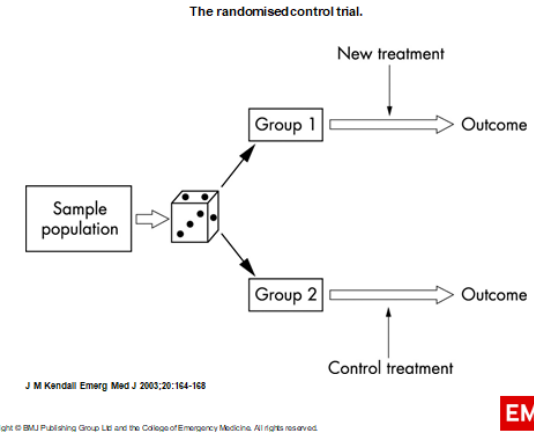 The randomised control trial.
New treatment
Group 1
Outcome
Sample
population
Group 2
Outcome
Control treatment
J M Kendall Emerg Med J 2003;20:164-168
EM
ght © BMJ Publishing Group Ltd and the College of Emergency Medicine. All rights reserved.